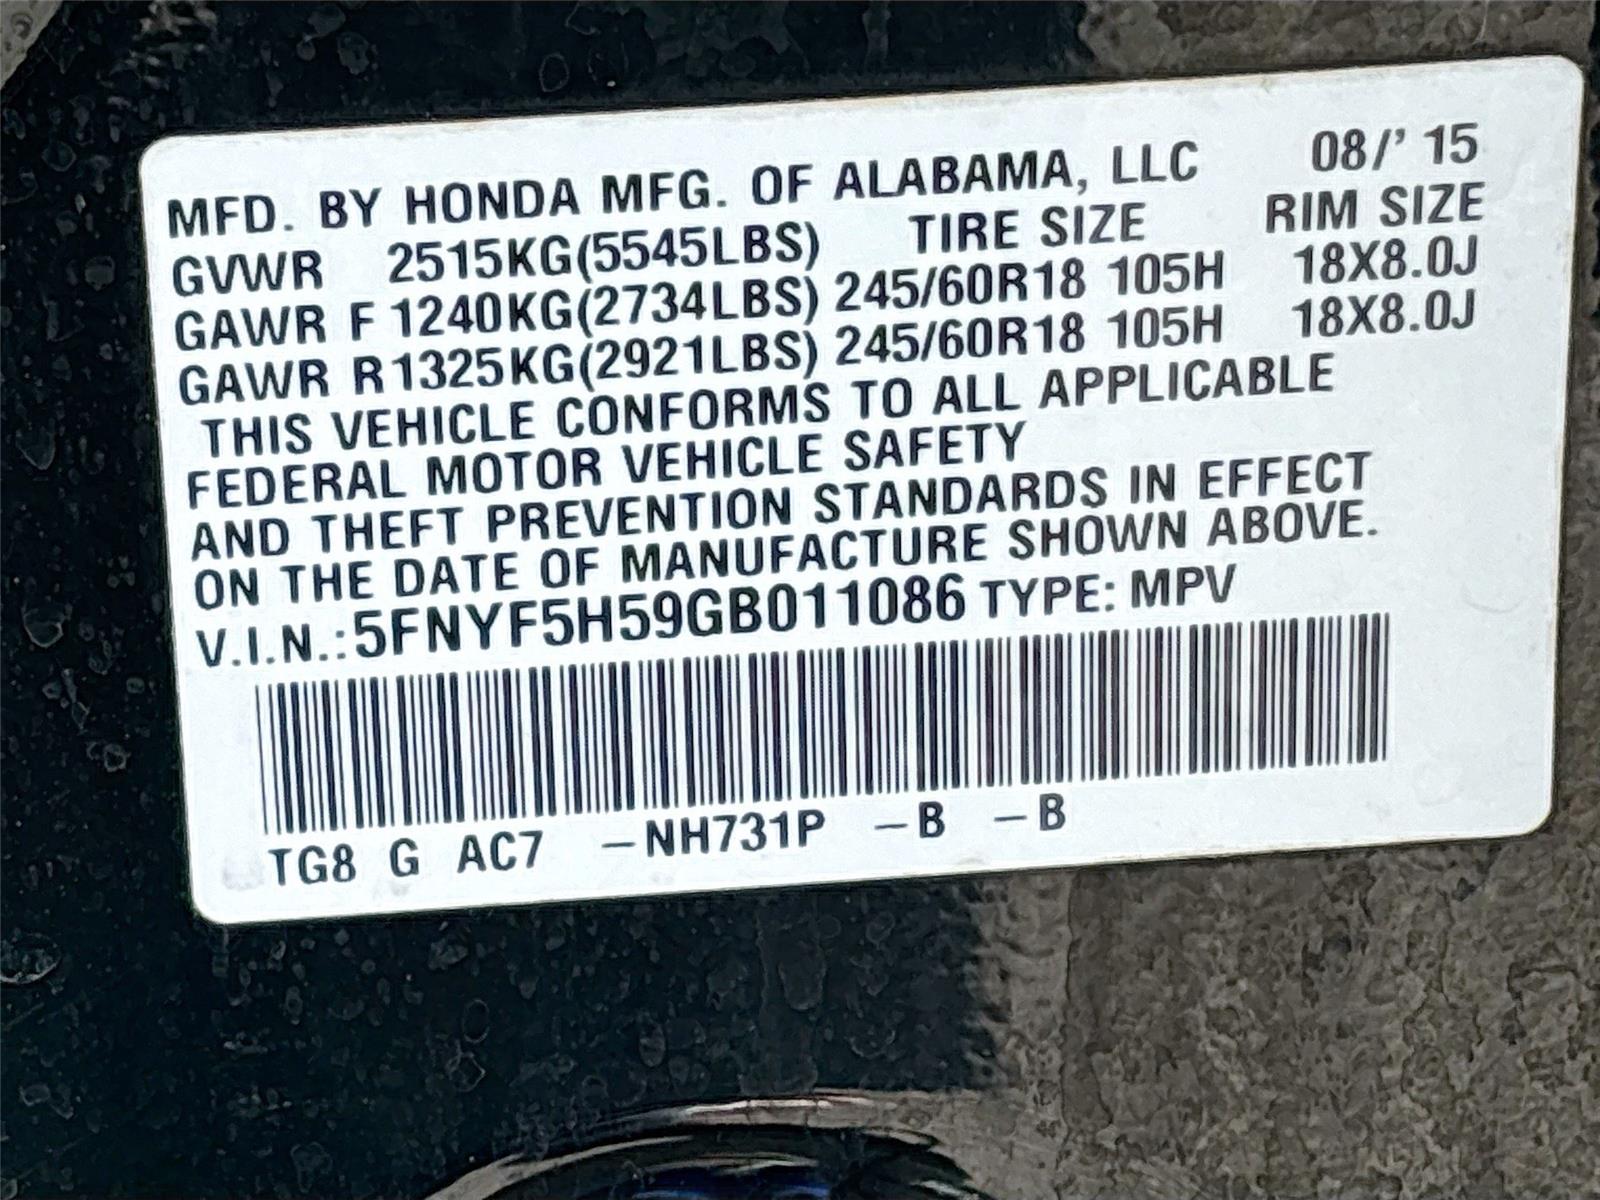 MFD. BY HONDA MFG. OF ALABAMA, LLC 08/' 15
GVWR 2515KG(5545LBS) TIRE SIZE RIM SIZE
GAWR F 1240KG(2734LBS) 245/60R18 105H 18X8.0J
GAWR R 1325KG(2921LBS) 245/60R18 105H 18X8.0J
THIS VEHICLE CONFORMS TO ALL APPLICABLE
FEDERAL MOTOR VEHICLE SAFETY
AND THEFT PREVENTION STANDARDS IN EFFECT
ON THE DATE OF MANUFACTURE SHOWN ABOVE.
V.I.N.:5FNYF5H59GB011086 TYPE: MPV
TG8 G AC7 –NH731P –B –B